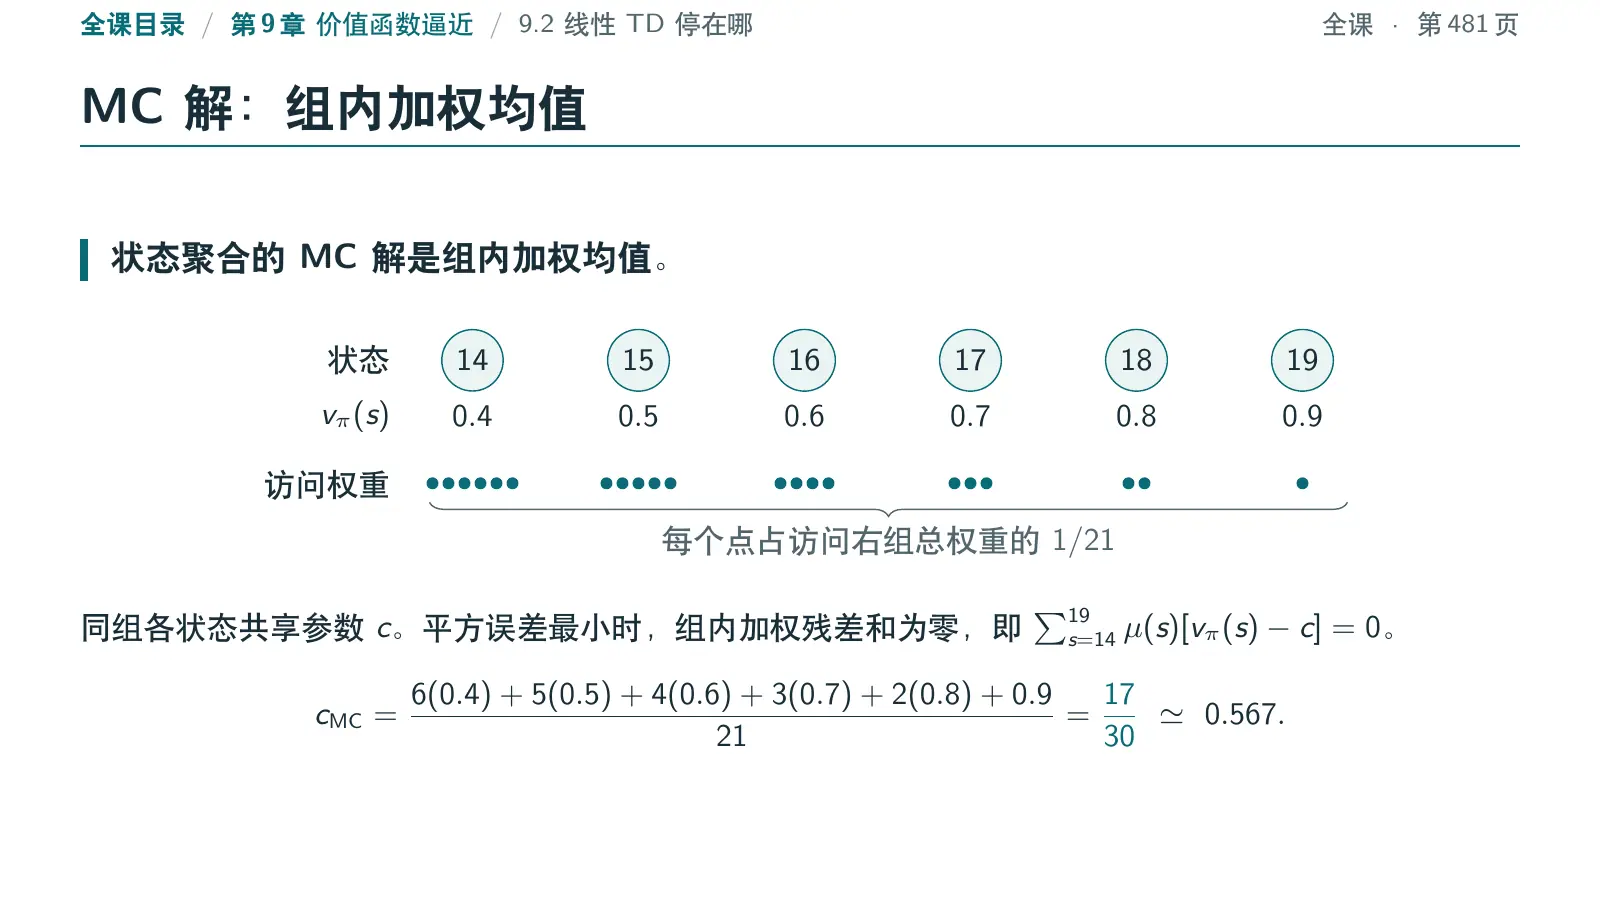 全课目录 / 第 9 章 价值函数逼近 / 9.2 线性 TD 停在哪
全课 · 第 481 页
MC 解：组内加权均值
状态聚合的 MC 解是组内加权均值。
状态 14 15 16 17 18 19
v_π(s) 0.4 0.5 0.6 0.7 0.8 0.9
访问权重
每个点占访问右组总权重的 1/21
同组各状态共享参数 c。平方误差最小时，组内加权残差和为零，即 ∑_{s=14}^{19} μ(s)[v_π(s) − c] = 0。
c_MC = \frac{6(0.4) + 5(0.5) + 4(0.6) + 3(0.7) + 2(0.8) + 0.9}{21} = \frac{17}{30} ≃ 0.567.